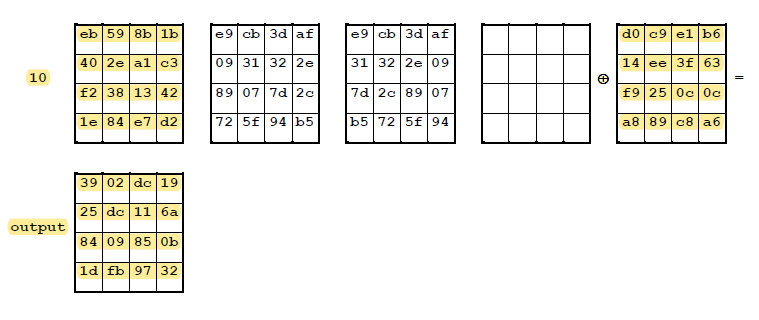 eb 59 8b 1b e9 cb 3d af e9 cb 3d af d0 c9 e1 b6
40 2e a1 c3 09 31 32 2e 31 32 2e 09 14 ee 3f 63
10 ⊕ =
f2 38 13 42 89 07 7d 2c 7d 2c 89 07 f9 25 0c 0c
1e 84 e7 d2 72 5f 94 b5 b5 72 5f 94 a8 89 c8 a6
39 02 dc 19
25 dc 11 6a
output
84 09 85 0b
1d fb 97 32